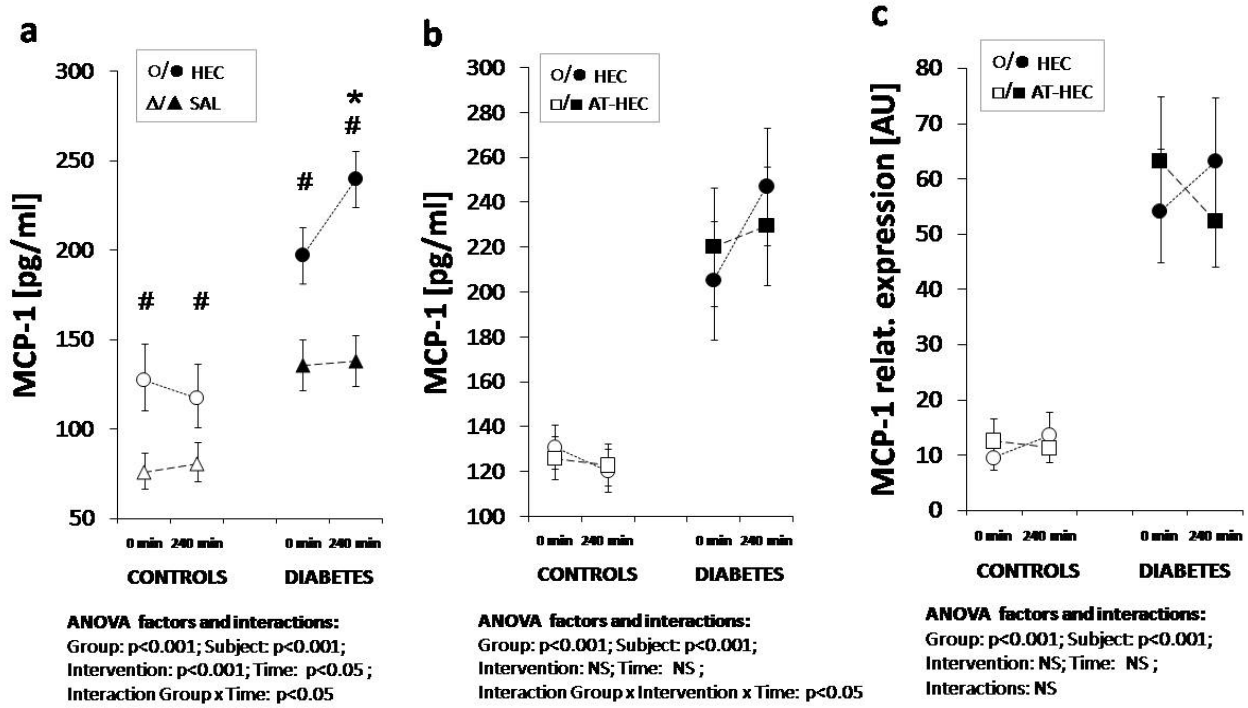 a
○/● HEC
△/▲ SAL
MCP-1 [pg/ml]
300
250
200
150
100
50
#
#
#
*
#
0 min 240 min 0 min 240 min
CONTROLS DIABETES
ANOVA factors and interactions:
Group: p<0.001; Subject: p<0.001;
Intervention: p<0.001; Time: p<0.05 ;
Interaction Group x Time: p<0.05
b
○/● HEC
□/■ AT-HEC
MCP-1 [pg/ml]
300
280
260
240
220
200
180
160
140
120
100
0 min 240 min 0 min 240 min
CONTROLS DIABETES
ANOVA factors and interactions:
Group: p<0.001; Subject: p<0.001;
Intervention: NS; Time: NS ;
Interaction Group x Intervention x Time: p<0.05
c
○/● HEC
□/■ AT-HEC
MCP-1 relat. expression [AU]
80
70
60
50
40
30
20
10
0
0 min 240 min 0 min 240 min
CONTROLS DIABETES
ANOVA factors and interactions:
Group: p<0.001; Subject: p<0.001;
Intervention: NS; Time: NS ;
Interactions: NS